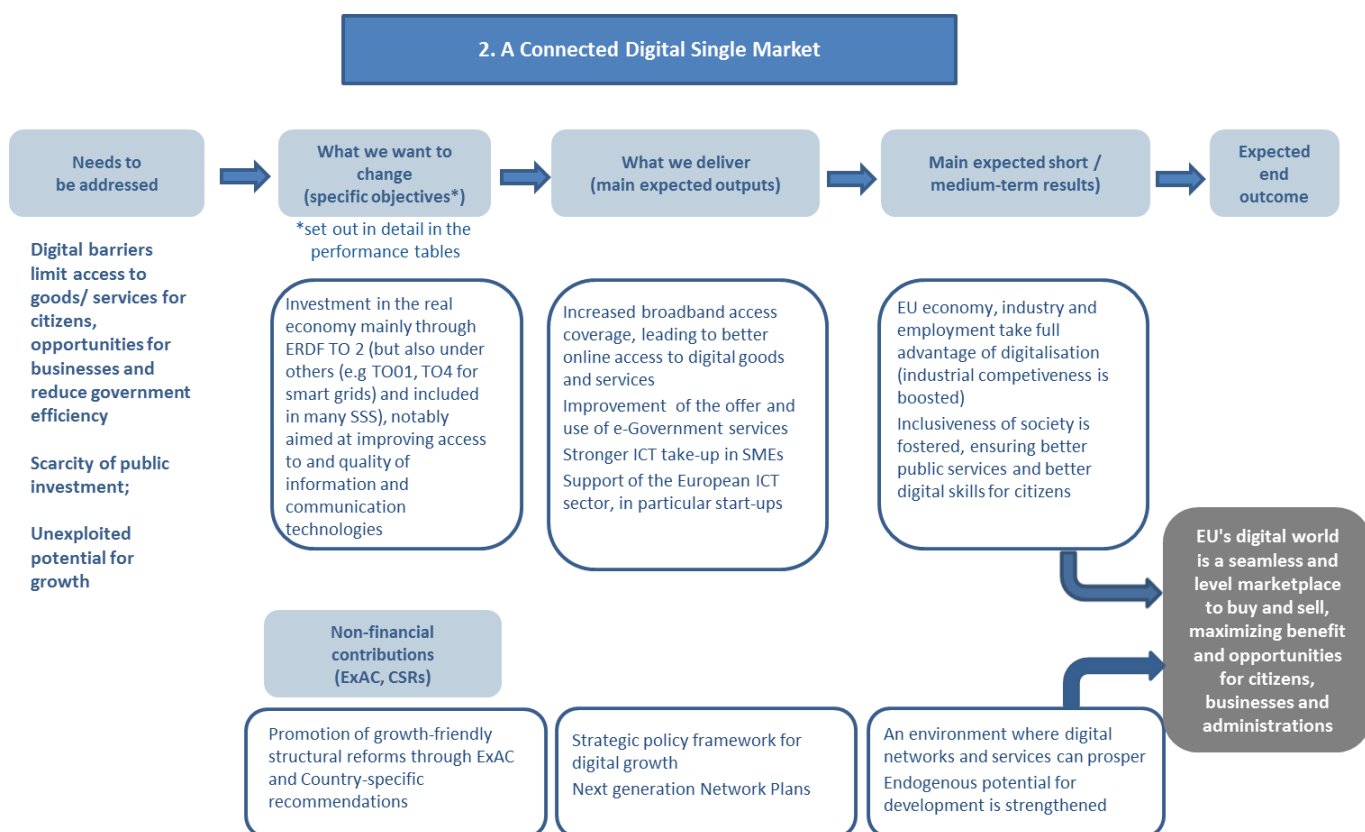 2. A Connected Digital Single Market
Needs to
be addressed
What we want to
change
(specific objectives*)
What we deliver
(main expected outputs)
Main expected short /
medium-term results)
Expected
end
outcome
*set out in detail in the
performance tables
Digital barriers
limit access to
goods/ services for
citizens,
opportunities for
businesses and
reduce government
efficiency
Scarcity of public
investment;
Unexploited
potential for
growth
Investment in the real
economy mainly through
ERDF TO 2 (but also under
others (e.g TO01, TO4 for
smart grids) and included
in many SSS), notably
aimed at improving access
to and quality of
information and
communication
technologies
Increased broadband access
coverage, leading to better
online access to digital goods
and services
Improvement of the offer and
use of e-Government services
Stronger ICT take-up in SMEs
Support of the European ICT
sector, in particular start-ups
EU economy, industry and
employment take full
advantage of digitalisation
(industrial competiveness is
boosted)
Inclusiveness of society is
fostered, ensuring better
public services and better
digital skills for citizens
EU's digital world
is a seamless and
level marketplace
to buy and sell,
maximizing benefit
and opportunities
for citizens,
businesses and
administrations
Non-financial
contributions
(ExAC, CSRs)
Promotion of growth-friendly
structural reforms through ExAC
and Country-specific
recommendations
Strategic policy framework for
digital growth
Next generation Network Plans
An environment where digital
networks and services can prosper
Endogenous potential for
development is strengthened